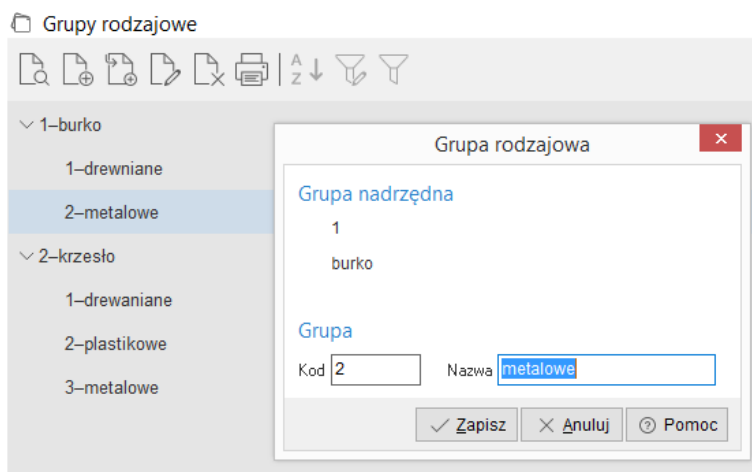 Grupy rodzajowe
A
Z
1–burko
1–drewniane
2–metalowe
2–krzesło
1–drewaniane
2–plastikowe
3–metalowe
Grupa rodzajowa
Grupa nadrzędna
1
burko
Grupa
Kod 2 Nazwa metalowe
Zapisz Anuluj ? Pomoc